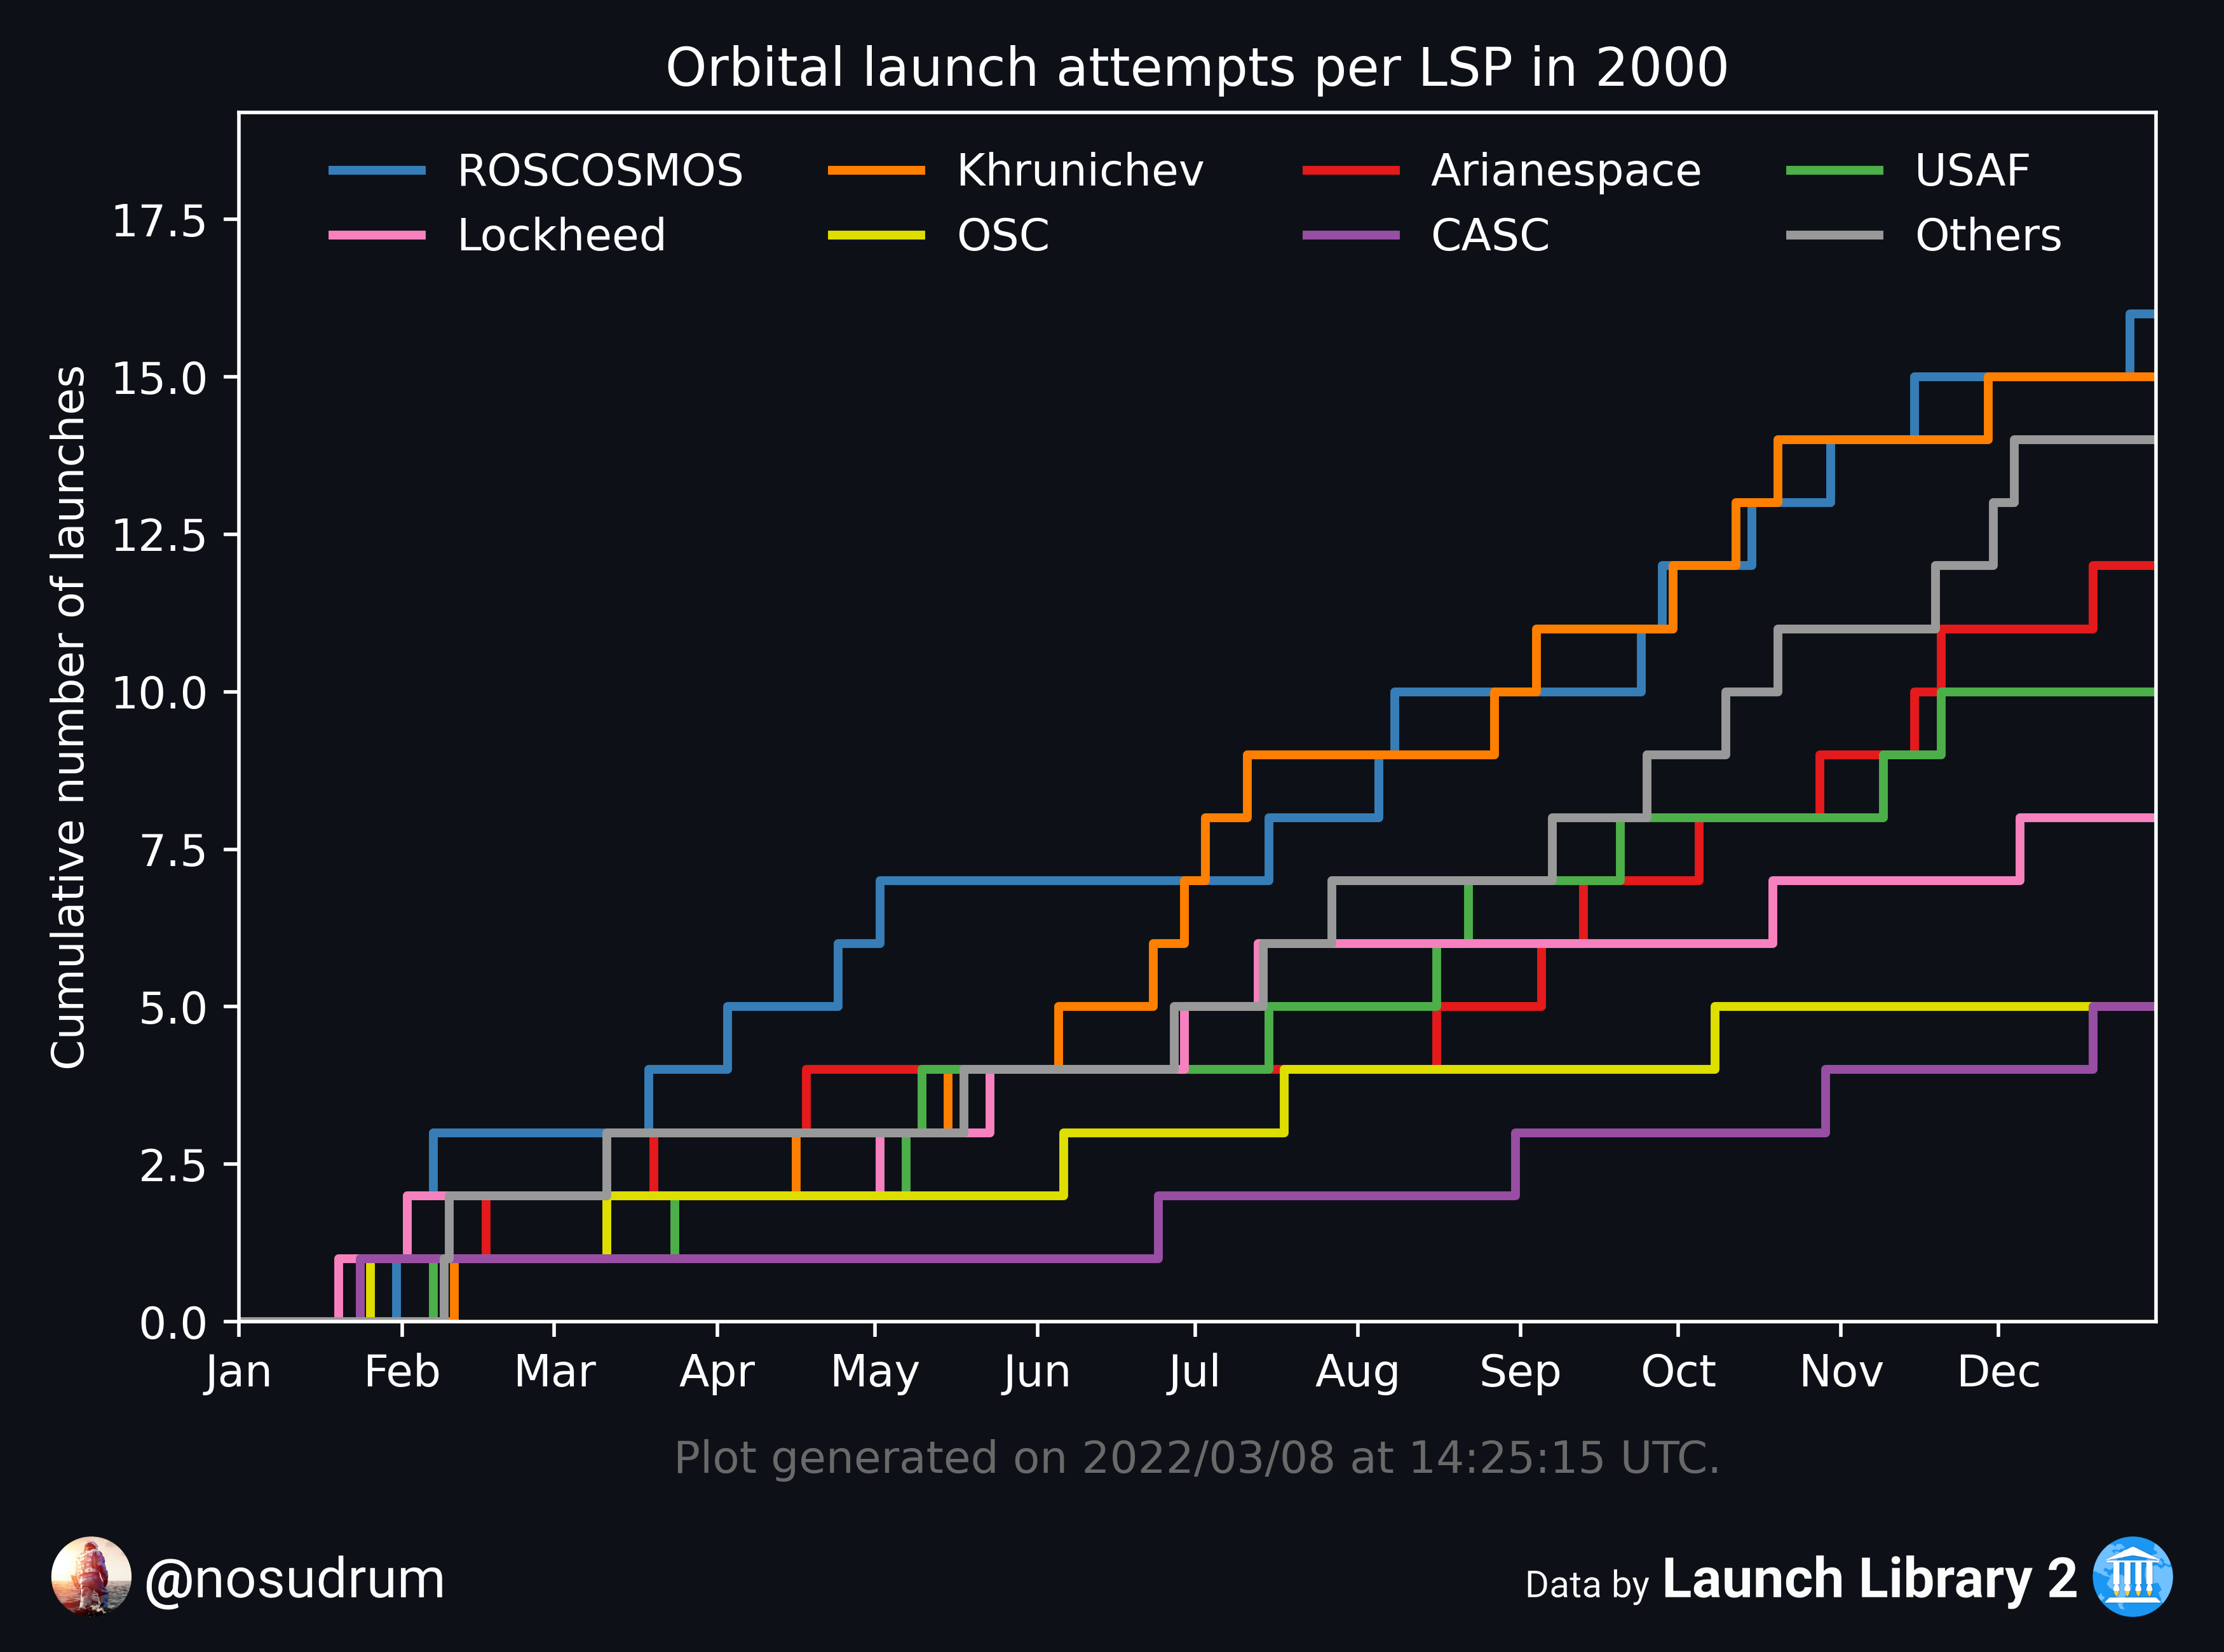 Orbital launch attempts per LSP in 2000
ROSCOSMOS Khrunichev Arianespace USAF
Lockheed OSC CASC Others
Cumulative number of launches
17.5
15.0
12.5
10.0
7.5
5.0
2.5
0.0
Jan Feb Mar Apr May Jun Jul Aug Sep Oct Nov Dec
Plot generated on 2022/03/08 at 14:25:15 UTC.
@nosudrum
Data by Launch Library 2